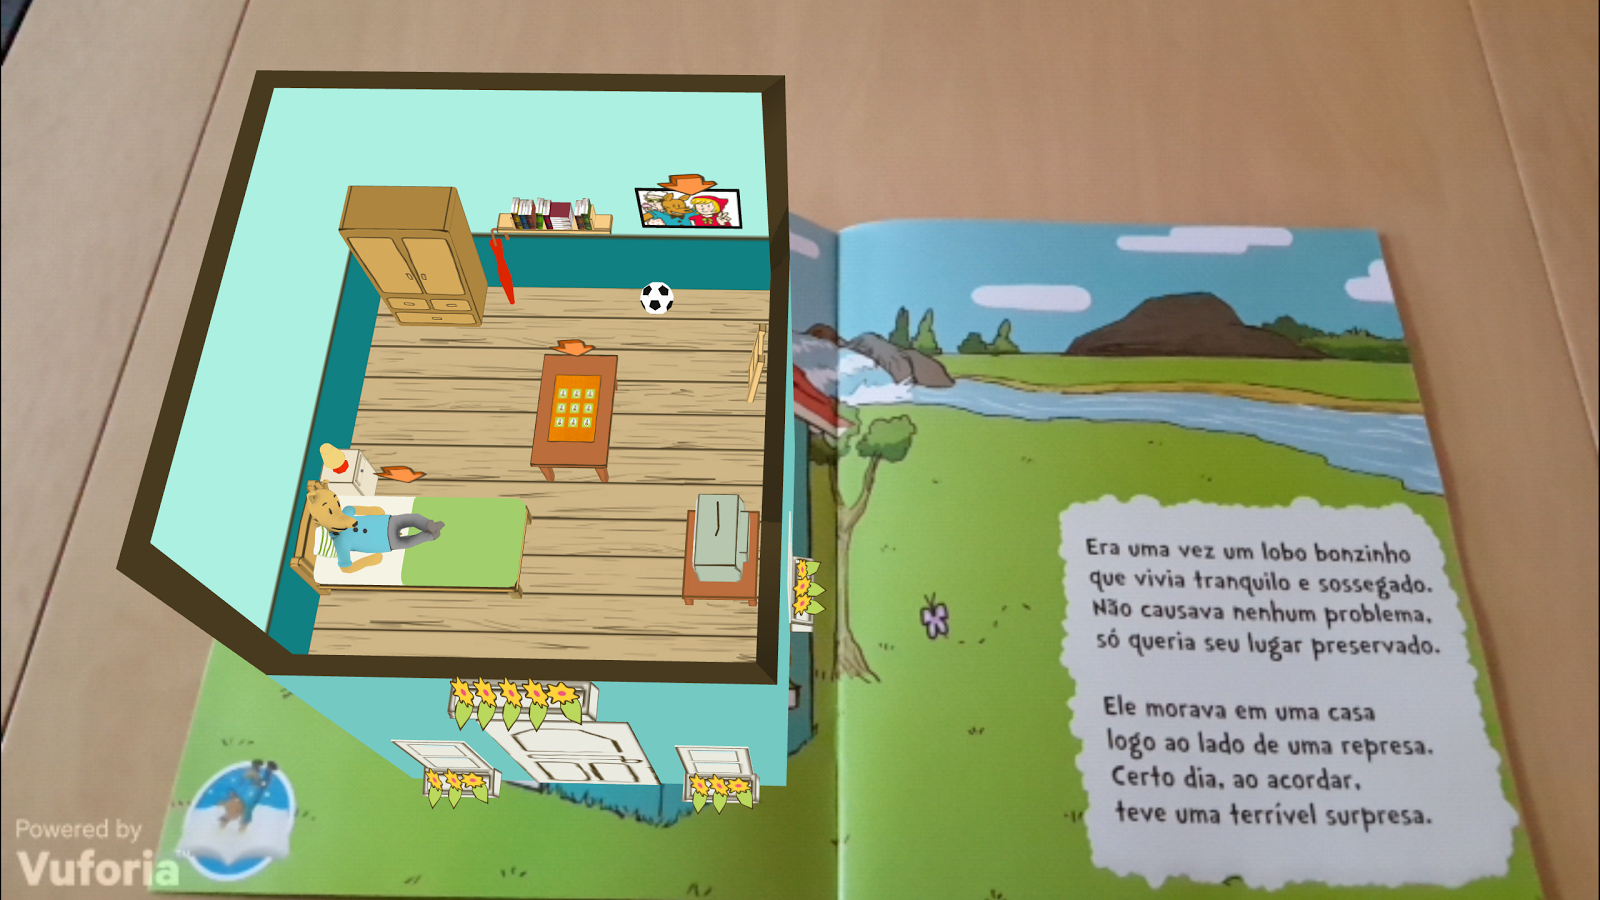 Era uma vez um lobo bonzinho
que vivia tranquilo e sossegado.
Não causava nenhum problema,
só queria seu lugar preservado.
Ele morava em uma casa
logo ao lado de uma represa.
Certo dia, ao acordar,
teve uma terrível surpresa.
Powered by
Vuforia™